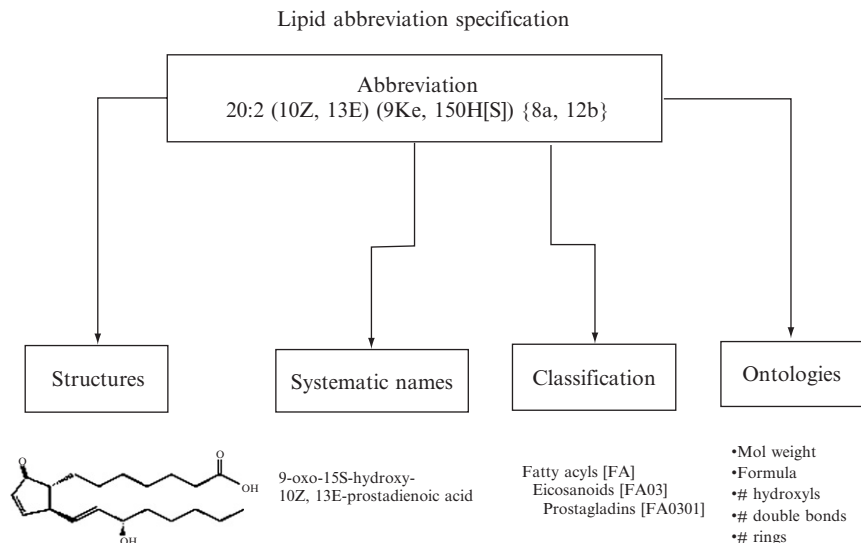 Lipid abbreviation specification
Abbreviation
20:2 (10Z, 13E) (9Ke, 150H[S]) {8a, 12b}
Structures
Systematic names
Classification
Ontologies
O
O
OH
OH
9-oxo-15S-hydroxy-
10Z, 13E-prostadienoic acid
Fatty acyls [FA]
Eicosanoids [FA03]
Prostagladins [FA0301]
•Mol weight
•Formula
•# hydroxyls
•# double bonds
•# rings